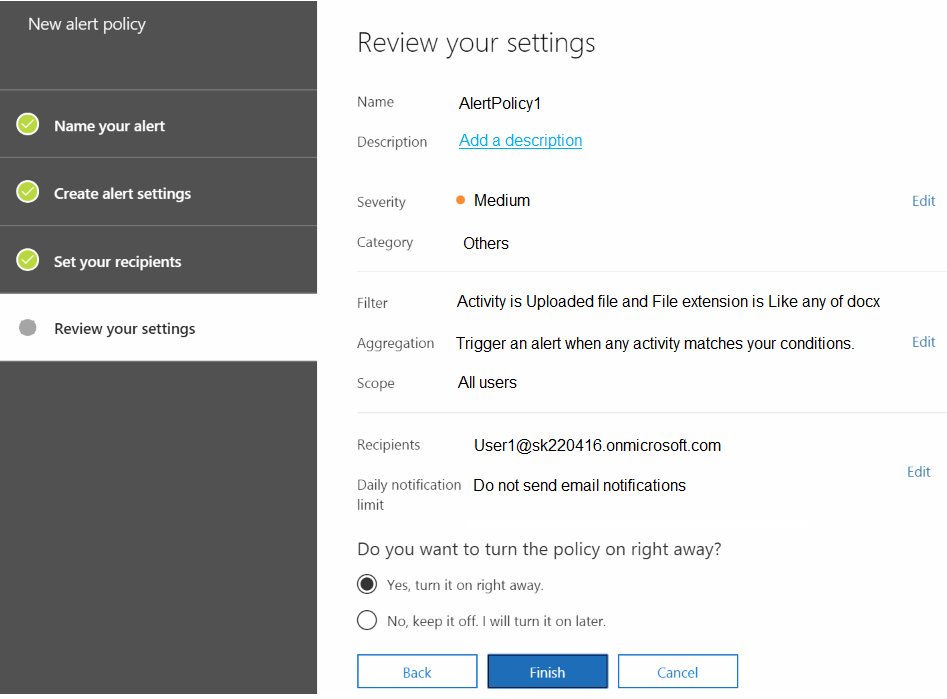 New alert policy
Name your alert
Create alert settings
Set your recipients
Review your settings
Review your settings
Name AlertPolicy1
Description Add a description
Severity Medium Edit
Category Others
Filter Activity is Uploaded file and File extension is Like any of docx
Aggregation Trigger an alert when any activity matches your conditions. Edit
Scope All users
Recipients User1@sk220416.onmicrosoft.com
Edit
Daily notification Do not send email notifications
limit
Do you want to turn the policy on right away?
Yes, turn it on right away.
No, keep it off. I will turn it on later.
Back Finish Cancel